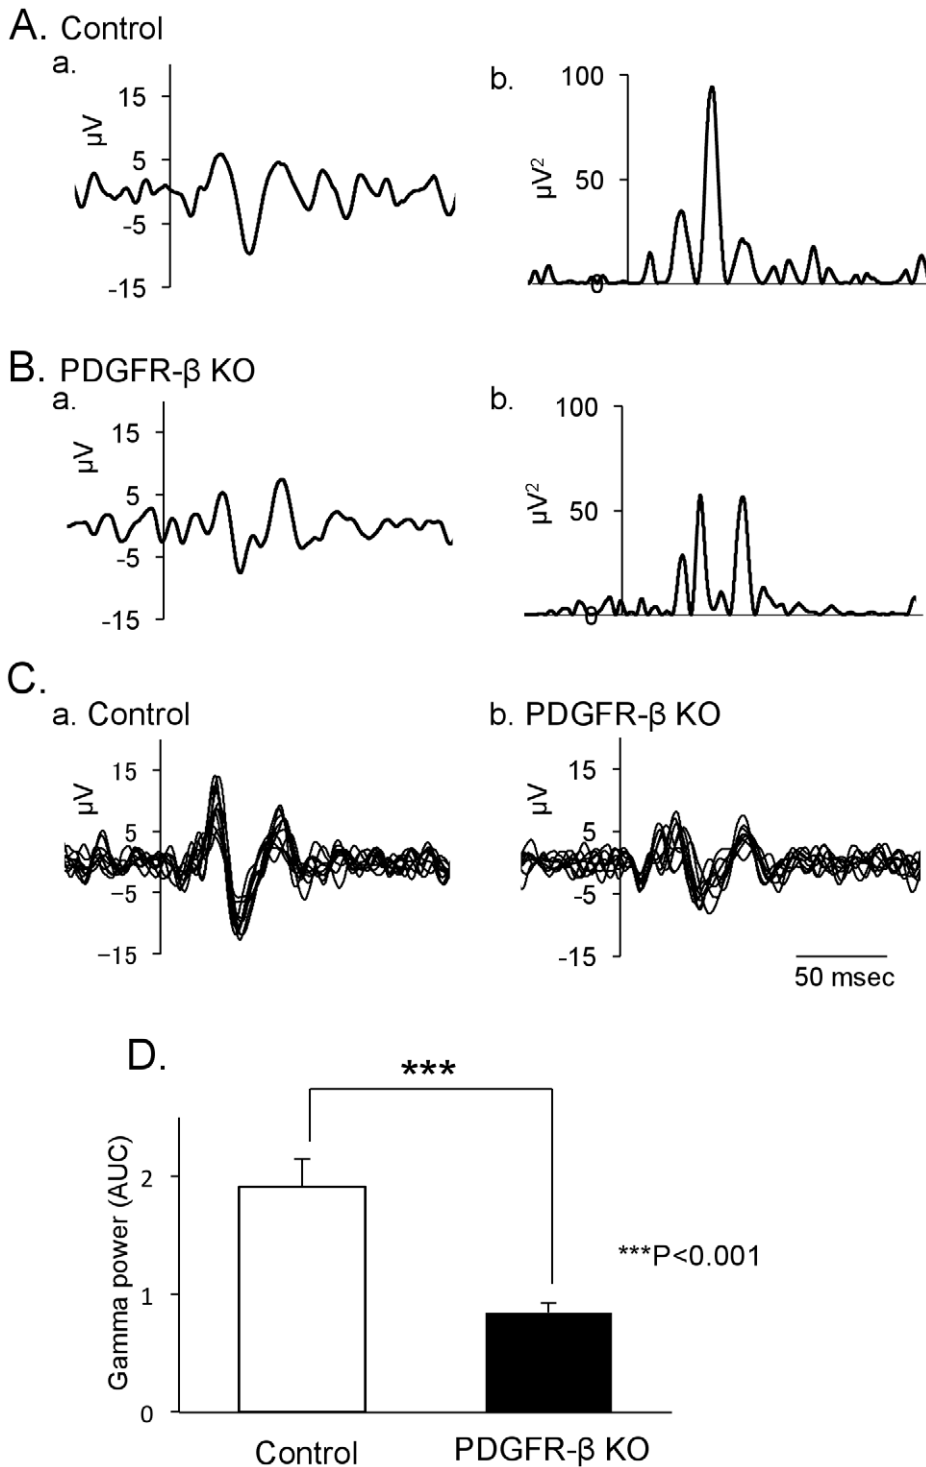 A. Control
a.
15
5
-5
-15
µV
b.
100
50
0
µV²
B. PDGFR-β KO
a.
15
5
-5
-15
µV
b.
100
50
0
µV²
C.
a. Control
15
5
-5
-15
µV
b. PDGFR-β KO
15
5
-5
-15
µV
50 msec
D.
***
Gamma power (AUC)
2
1
0
***P<0.001
Control
PDGFR-β KO